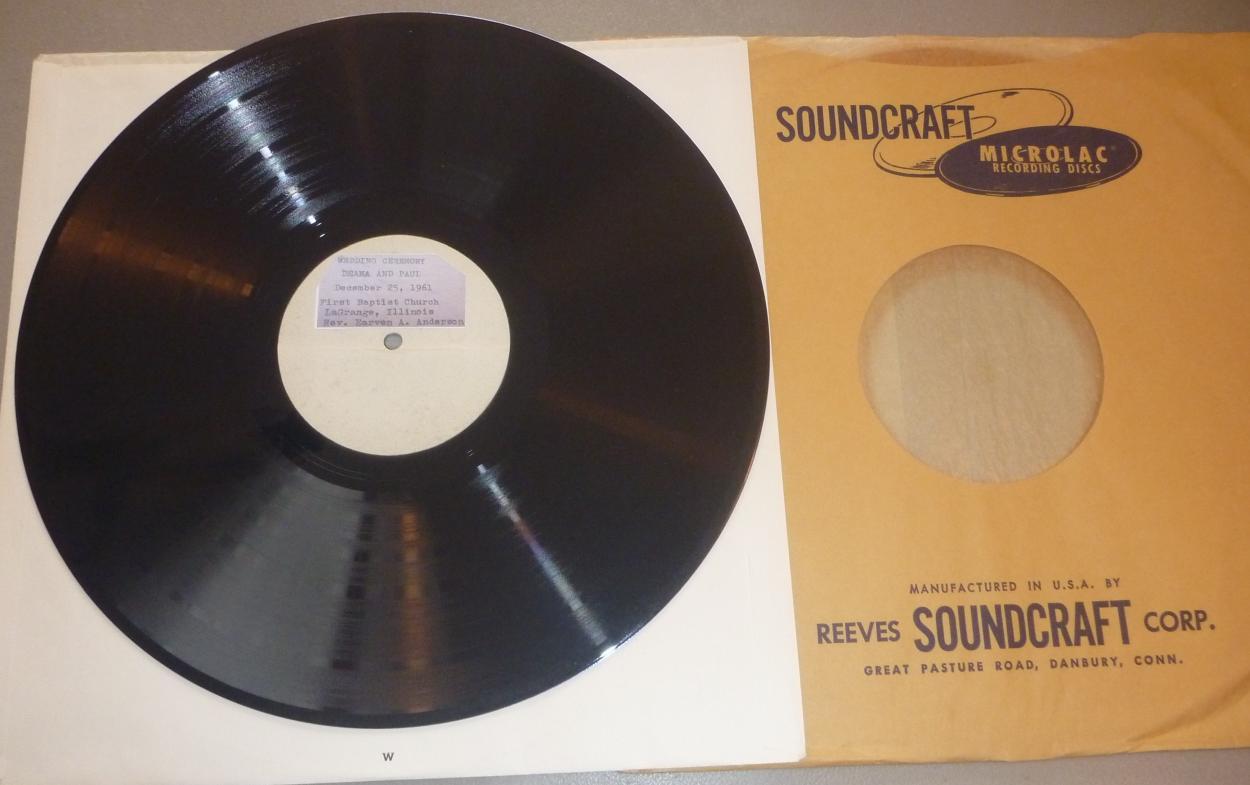 WEDDING CEREMONY
DEANA AND PAUL
December 25, 1961
First Baptist Church
LaGrange, Illinois
Rev. Earven A. Anderson
W
SOUNDCRAFT
MICROLAC®
RECORDING DISCS
MANUFACTURED IN U.S.A. BY
REEVES SOUNDCRAFT CORP.
GREAT PASTURE ROAD, DANBURY, CONN.